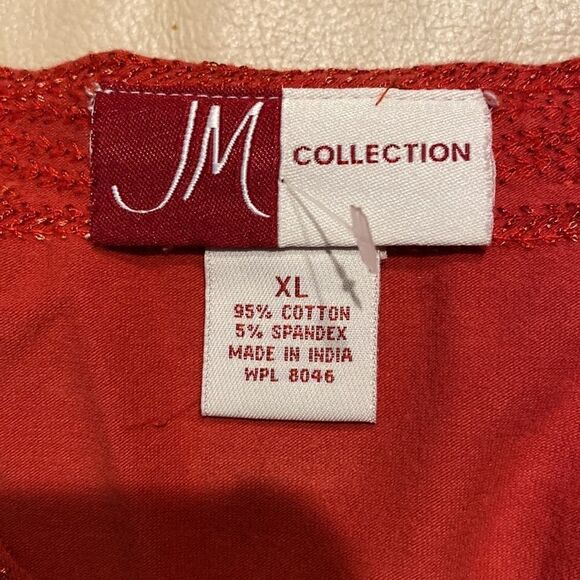 JM
COLLECTION
XL
95% COTTON
5% SPANDEX
MADE IN INDIA
WPL 8046